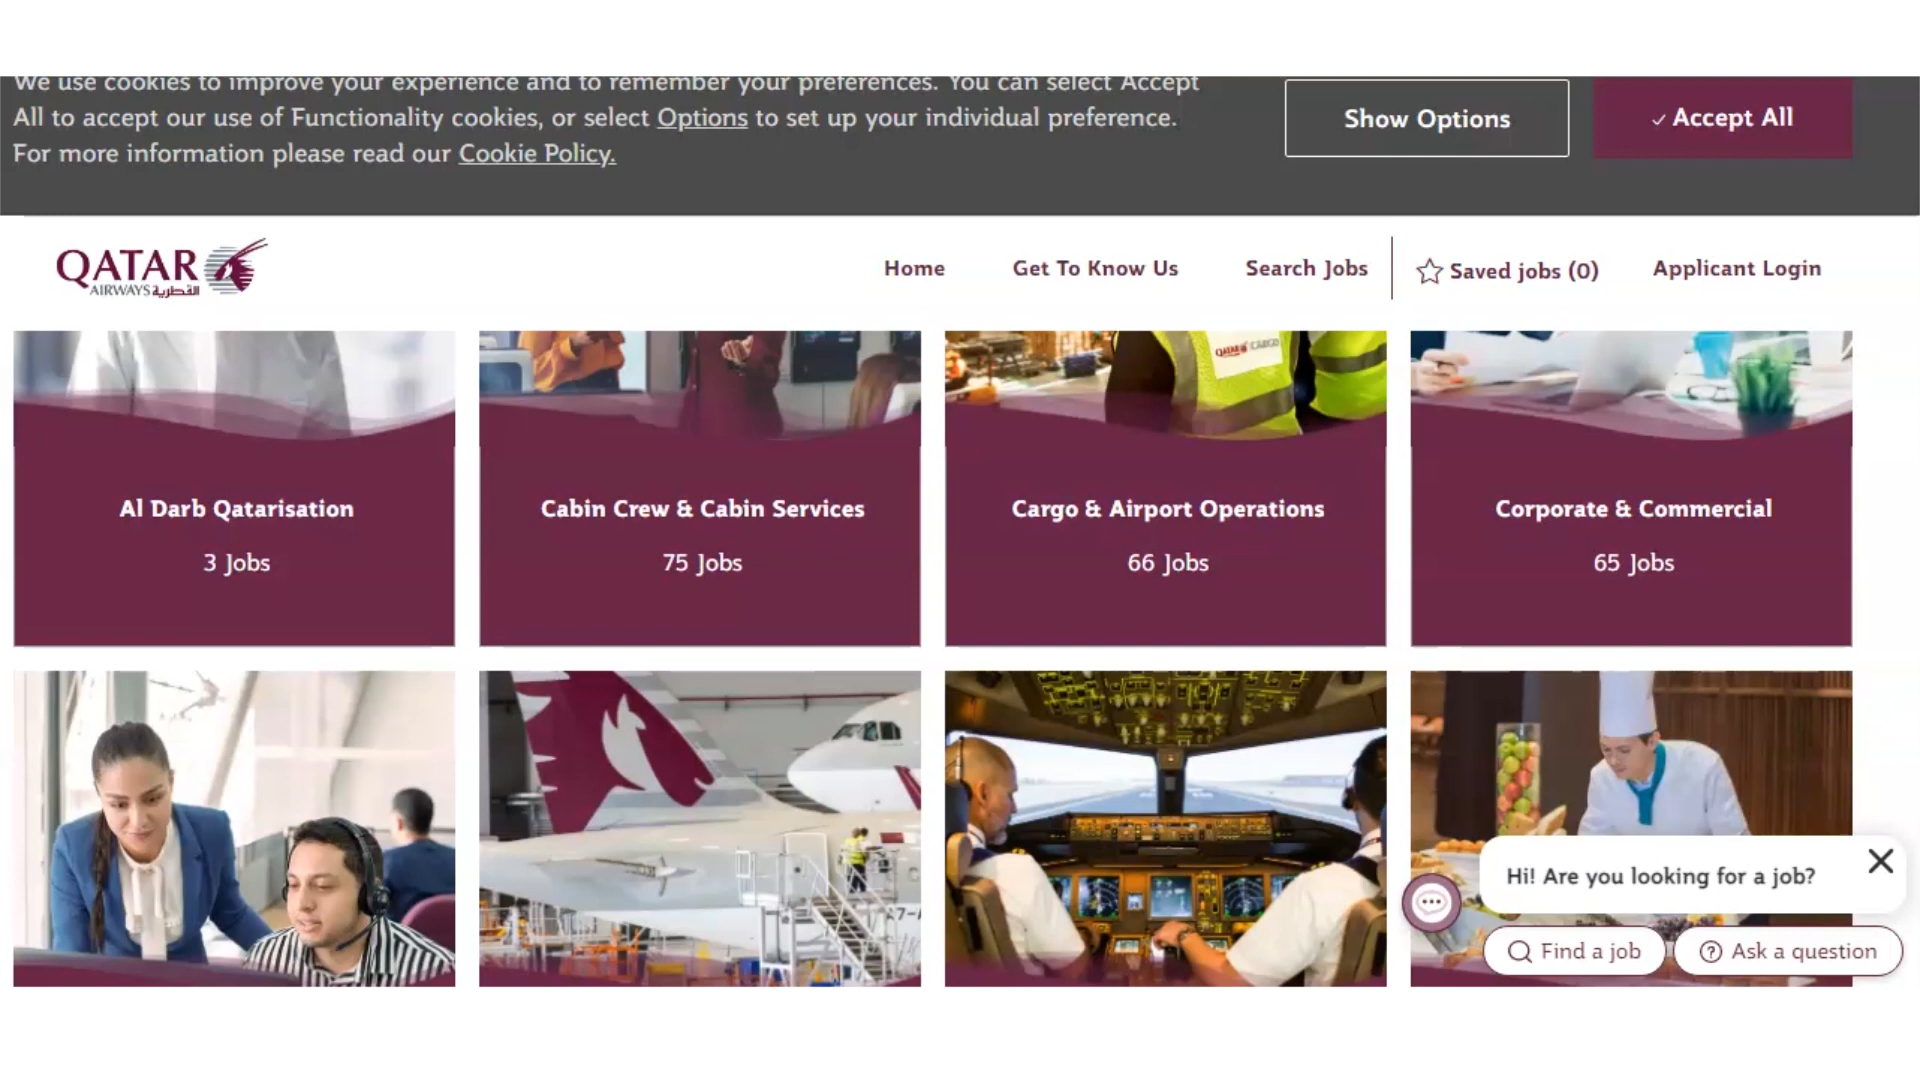 We use cookies to improve your experience and to remember your preferences. You can select Accept
All to accept our use of Functionality cookies, or select Options to set up your individual preference.
For more information please read our Cookie Policy.
Show Options
✓ Accept All
QATAR
AIRWAYS القطرية
Home
Get To Know Us
Search Jobs
Saved jobs (0)
Applicant Login
QATAR CARGO
Al Darb Qatarisation
3 Jobs
Cabin Crew & Cabin Services
75 Jobs
Cargo & Airport Operations
66 Jobs
Corporate & Commercial
65 Jobs
A7-A
Hi! Are you looking for a job?
Find a job
Ask a question